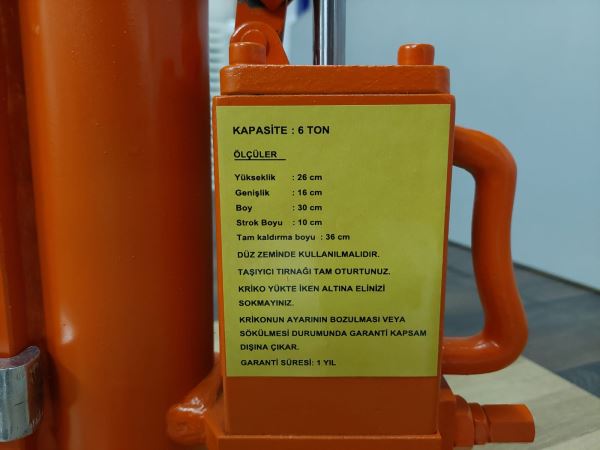 KAPASİTE : 6 TON
ÖLÇÜLER
Yükseklik : 26 cm
Genişlik : 16 cm
Boy : 30 cm
Strok Boyu : 10 cm
Tam kaldırma boyu : 36 cm
DÜZ ZEMİNDE KULLANILMALIDIR.
TAŞIYICI TIRNAĞI TAM OTURTUNUZ.
KRİKO YÜKTE İKEN ALTINA ELİNİZİ
SOKMAYINIZ.
KRİKONUN AYARININ BOZULMASI VEYA
SÖKÜLMESİ DURUMUNDA GARANTİ KAPSAM
DIŞINA ÇIKAR.
GARANTİ SÜRESİ: 1 YIL